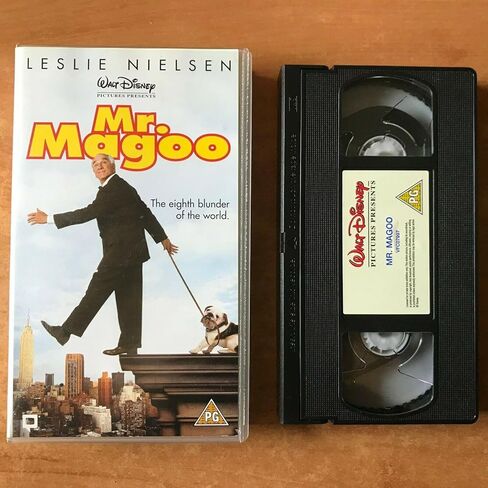 LESLIE NIELSEN
WALT DISNEY
PICTURES PRESENTS
Mr.
Magoo
The eighth blunder
of the world.
PG
WALT DISNEY
PICTURES PRESENTS
MR. MAGOO
PG